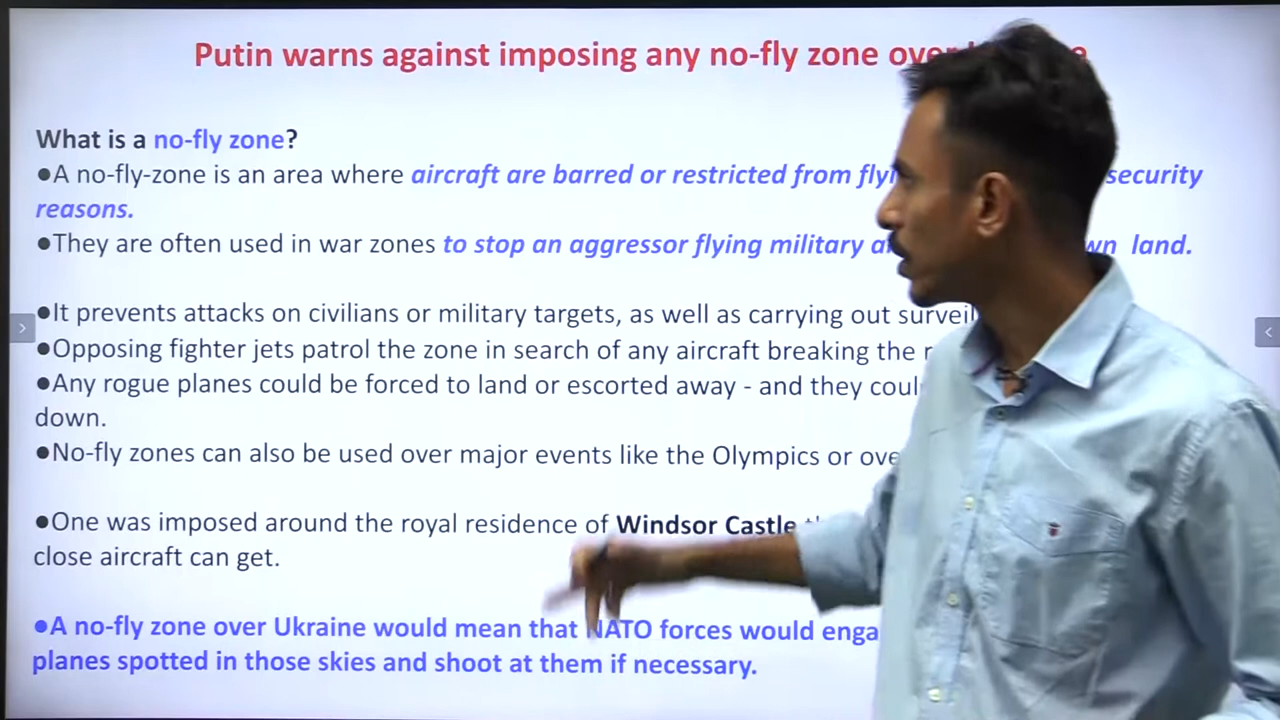 Putin warns against imposing any no-fly zone
What is a no-fly zone?
●A no-fly-zone is an area where aircraft are barred or restricted from security
reasons.
●They are often used in war zones to stop an aggressor flying military land.
●It prevents attacks on civilians or military targets, as well as carrying out
●Opposing fighter jets patrol the zone in search of any aircraft breaking the
●Any rogue planes could be forced to land or escorted away - and they
down.
●No-fly zones can also be used over major events like the Olympics or
●One was imposed around the royal residence of Windsor Castle
close aircraft can get.
●A no-fly zone over Ukraine would mean that NATO forces would
planes spotted in those skies and shoot at them if necessary.